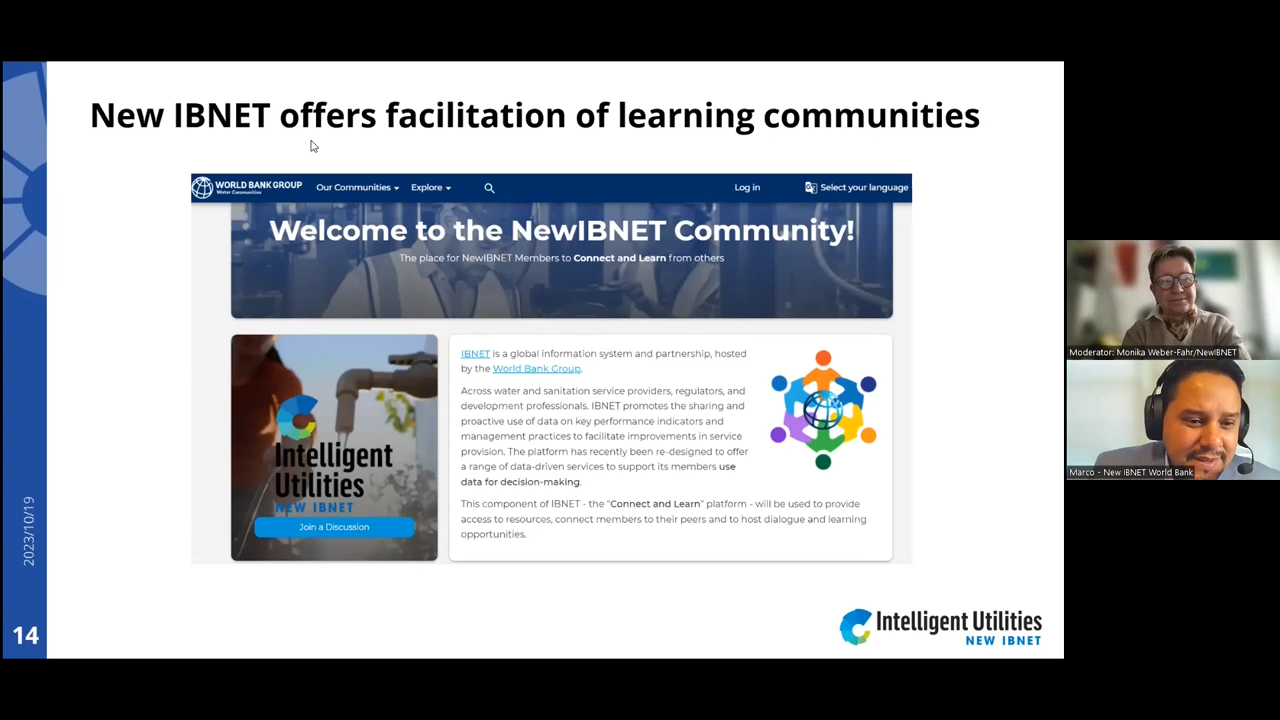 New IBNET offers facilitation of learning communities
WORLD BANK GROUP
Water Communities
Our Communities
Explore
Log in
Select your language
Welcome to the NewIBNET Community!
The place for NewIBNET Members to Connect and Learn from others
Intelligent
Utilities
NEW IBNET
Join a Discussion
IBNET is a global information system and partnership, hosted
by the World Bank Group.
Across water and sanitation service providers, regulators, and
development professionals. IBNET promotes the sharing and
proactive use of data on key performance indicators and
management practices to facilitate improvements in service
provision. The platform has recently been re-designed to offer
a range of data-driven services to support its members use
data for decision-making.
This component of IBNET - the "Connect and Learn" platform - will be used to provide
access to resources, connect members to their peers and to host dialogue and learning
opportunities.
2023/10/19
14
Intelligent Utilities
NEW IBNET
Moderator: Monika Weber-Fahr/NewIBNET
Marco - New IBNET World Bank